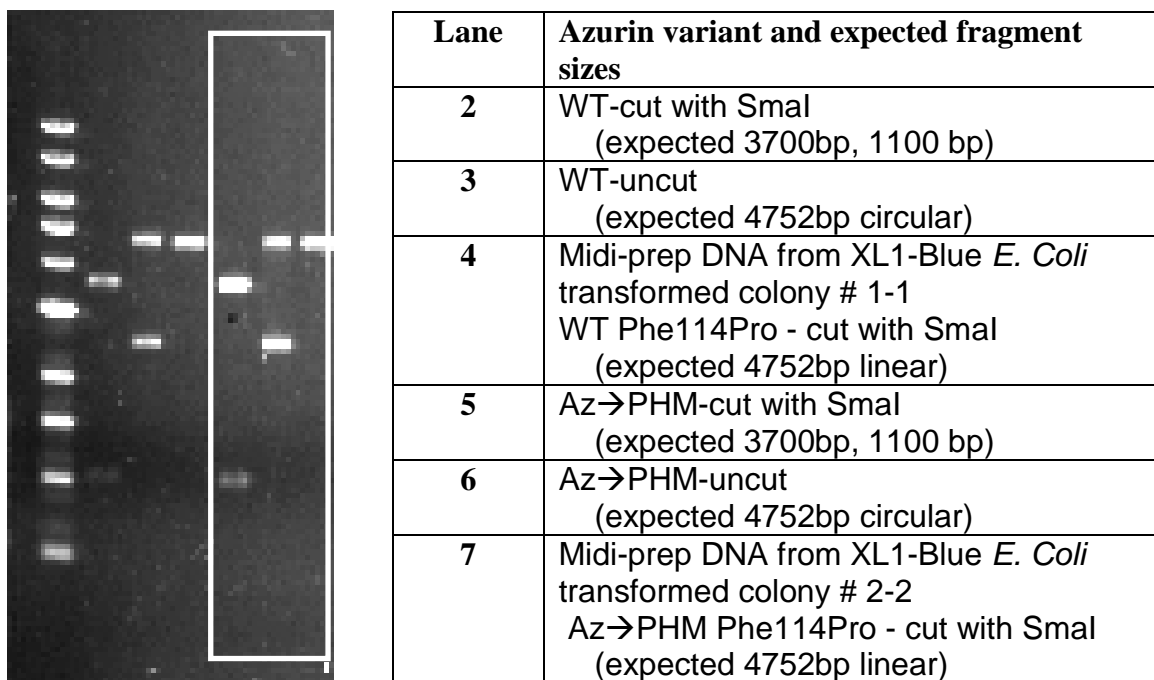 Lane Azurin variant and expected fragment
sizes
2 WT-cut with SmaI
(expected 3700bp, 1100 bp)
3 WT-uncut
(expected 4752bp circular)
4 Midi-prep DNA from XL1-Blue E. Coli
transformed colony # 1-1
WT Phe114Pro - cut with SmaI
(expected 4752bp linear)
5 Az→PHM-cut with SmaI
(expected 3700bp, 1100 bp)
6 Az→PHM-uncut
(expected 4752bp circular)
7 Midi-prep DNA from XL1-Blue E. Coli
transformed colony # 2-2
Az→PHM Phe114Pro - cut with SmaI
(expected 4752bp linear)